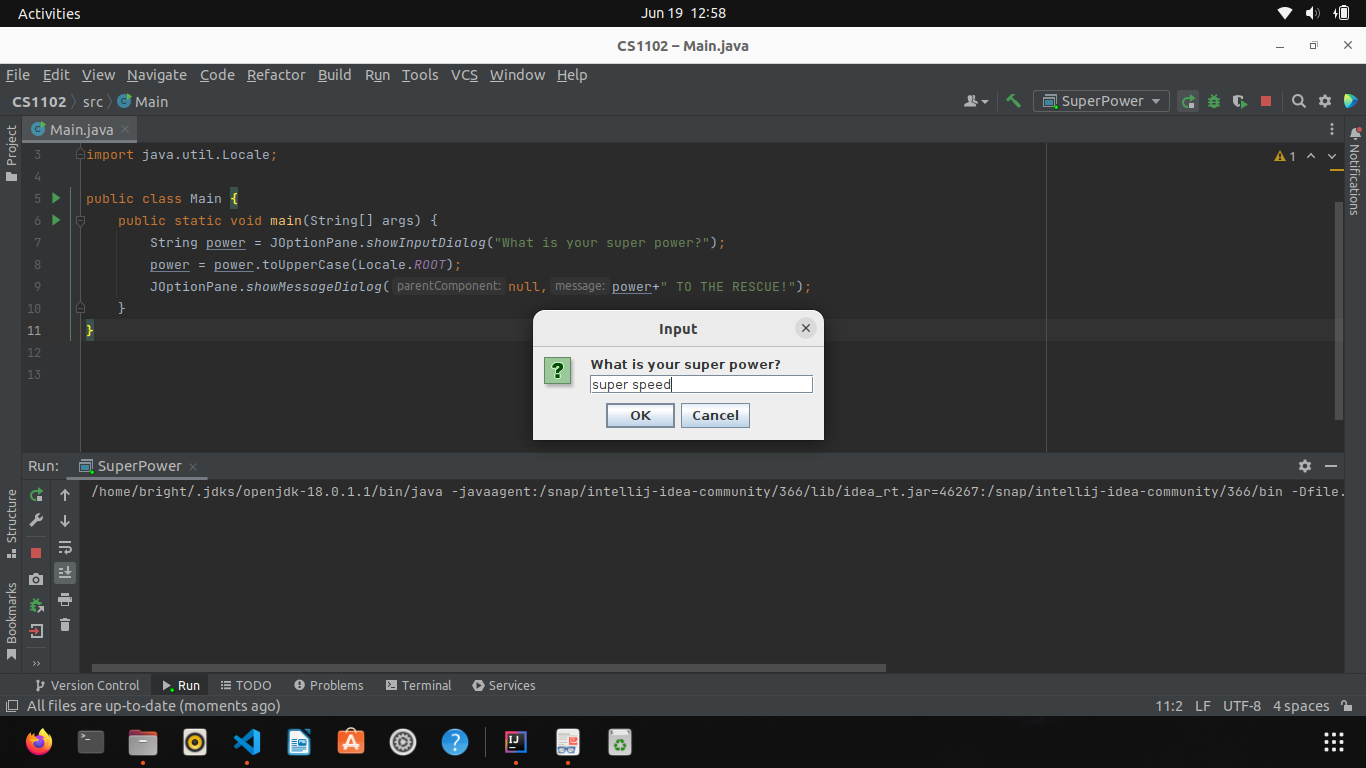 Activities
Jun 19 12:58
CS1102 – Main.java
File Edit View Navigate Code Refactor Build Run Tools VCS Window Help
CS1102 src Main
SuperPower
Project
Main.java
Notifications
1
3 import java.util.Locale;
4
5 public class Main {
6 public static void main(String[] args) {
7 String power = JOptionPane.showInputDialog("What is your super power?");
8 power = power.toUpperCase(Locale.ROOT);
9 JOptionPane.showMessageDialog( parentComponent: null, message: power+" TO THE RESCUE!");
10 }
11 }
12
13
Input
What is your super power?
super speed
OK Cancel
Run: SuperPower
/home/bright/.jdks/openjdk-18.0.1.1/bin/java -javaagent:/snap/intellij-idea-community/366/lib/idea_rt.jar=46267:/snap/intellij-idea-community/366/bin -Dfile.
Structure
Bookmarks
Version Control Run TODO Problems Terminal Services
All files are up-to-date (moments ago)
11:2 LF UTF-8 4 spaces